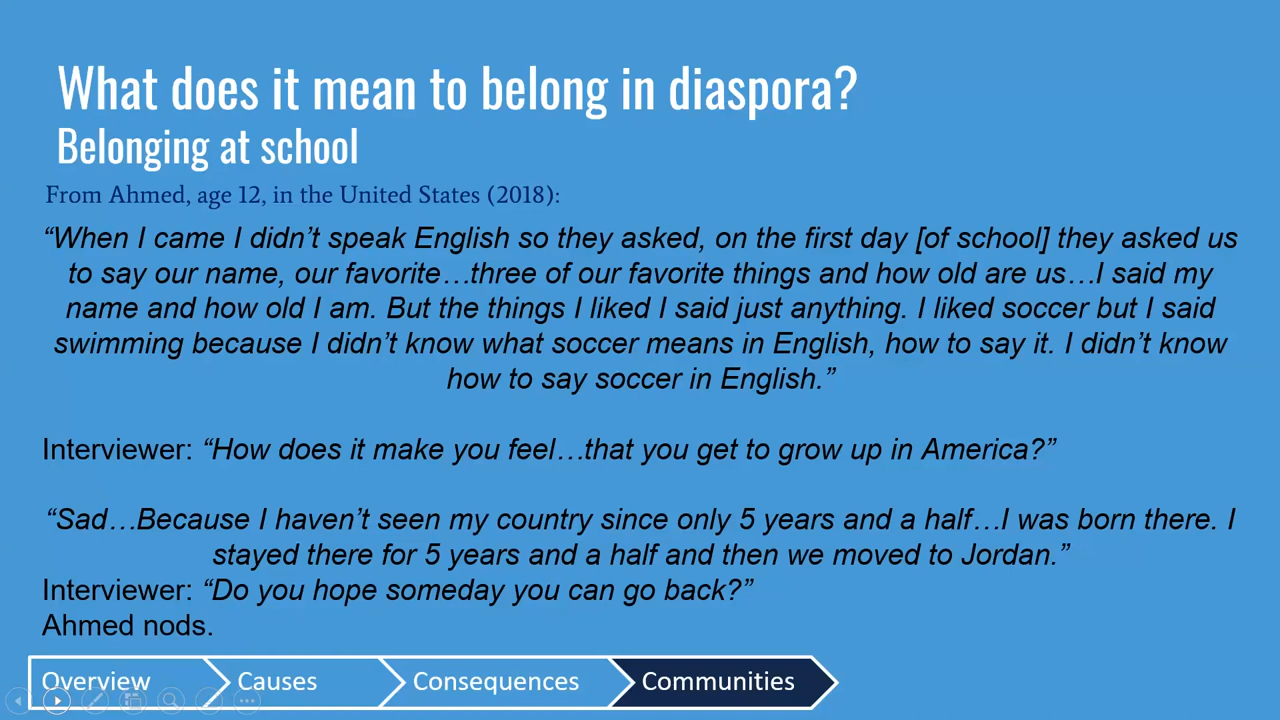 What does it mean to belong in diaspora?
Belonging at school
From Ahmed, age 12, in the United States (2018):
“When I came I didn’t speak English so they asked, on the first day [of school] they asked us
to say our name, our favorite…three of our favorite things and how old are us…I said my
name and how old I am. But the things I liked I said just anything. I liked soccer but I said
swimming because I didn’t know what soccer means in English, how to say it. I didn’t know
how to say soccer in English.”
Interviewer: “How does it make you feel…that you get to grow up in America?”
“Sad…Because I haven’t seen my country since only 5 years and a half…I was born there. I
stayed there for 5 years and a half and then we moved to Jordan.”
Interviewer: “Do you hope someday you can go back?”
Ahmed nods.
Overview
Causes
Consequences
Communities